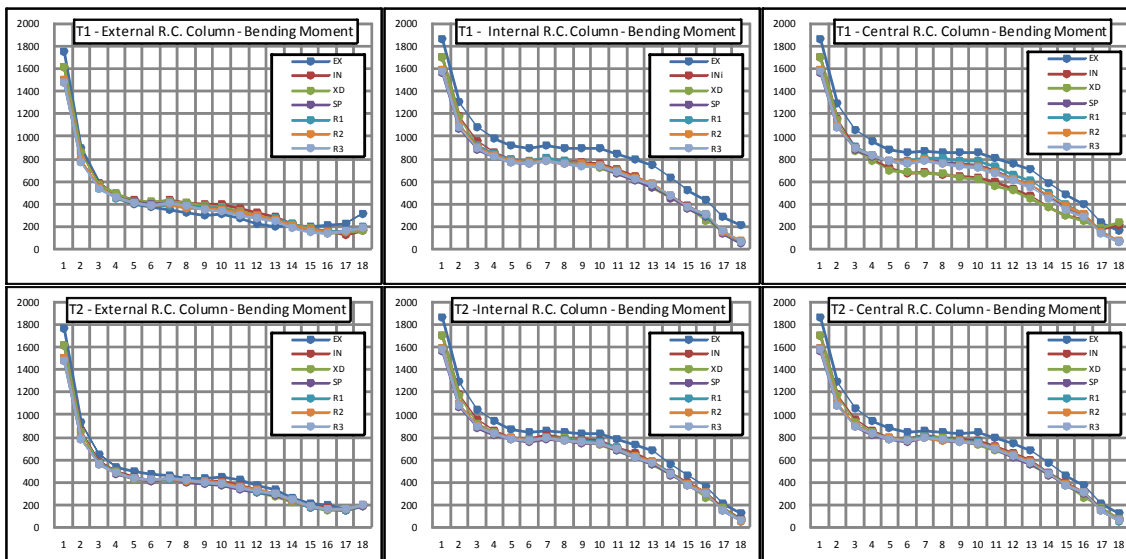 T1 - External R.C. Column - Bending Moment
2000
1800
1600
1400
1200
1000
800
600
400
200
0
EX
IN
XD
SP
R1
R2
R3
1 2 3 4 5 6 7 8 9 10 11 12 13 14 15 16 17 18
T1 - Internal R.C. Column - Bending Moment
2000
1800
1600
1400
1200
1000
800
600
400
200
0
EX
INi
XD
SP
R1
R2
R3
1 2 3 4 5 6 7 8 9 10 11 12 13 14 15 16 17 18
T1 - Central R.C. Column - Bending Moment
2000
1800
1600
1400
1200
1000
800
600
400
200
0
EX
IN
XD
SP
R1
R2
R3
1 2 3 4 5 6 7 8 9 10 11 12 13 14 15 16 17 18
T2 - External R.C. Column - Bending Moment
2000
1800
1600
1400
1200
1000
800
600
400
200
0
EX
IN
XD
SP
R1
R2
R3
1 2 3 4 5 6 7 8 9 10 11 12 13 14 15 16 17 18
T2 -Internal R.C. Column - Bending Moment
2000
1800
1600
1400
1200
1000
800
600
400
200
0
EX
IN
XD
SP
R1
R2
R3
1 2 3 4 5 6 7 8 9 10 11 12 13 14 15 16 17 18
T2 - Central R.C. Column - Bending Moment
2000
1800
1600
1400
1200
1000
800
600
400
200
0
EX
IN
XD
SP
R1
R2
R3
1 2 3 4 5 6 7 8 9 10 11 12 13 14 15 16 17 18